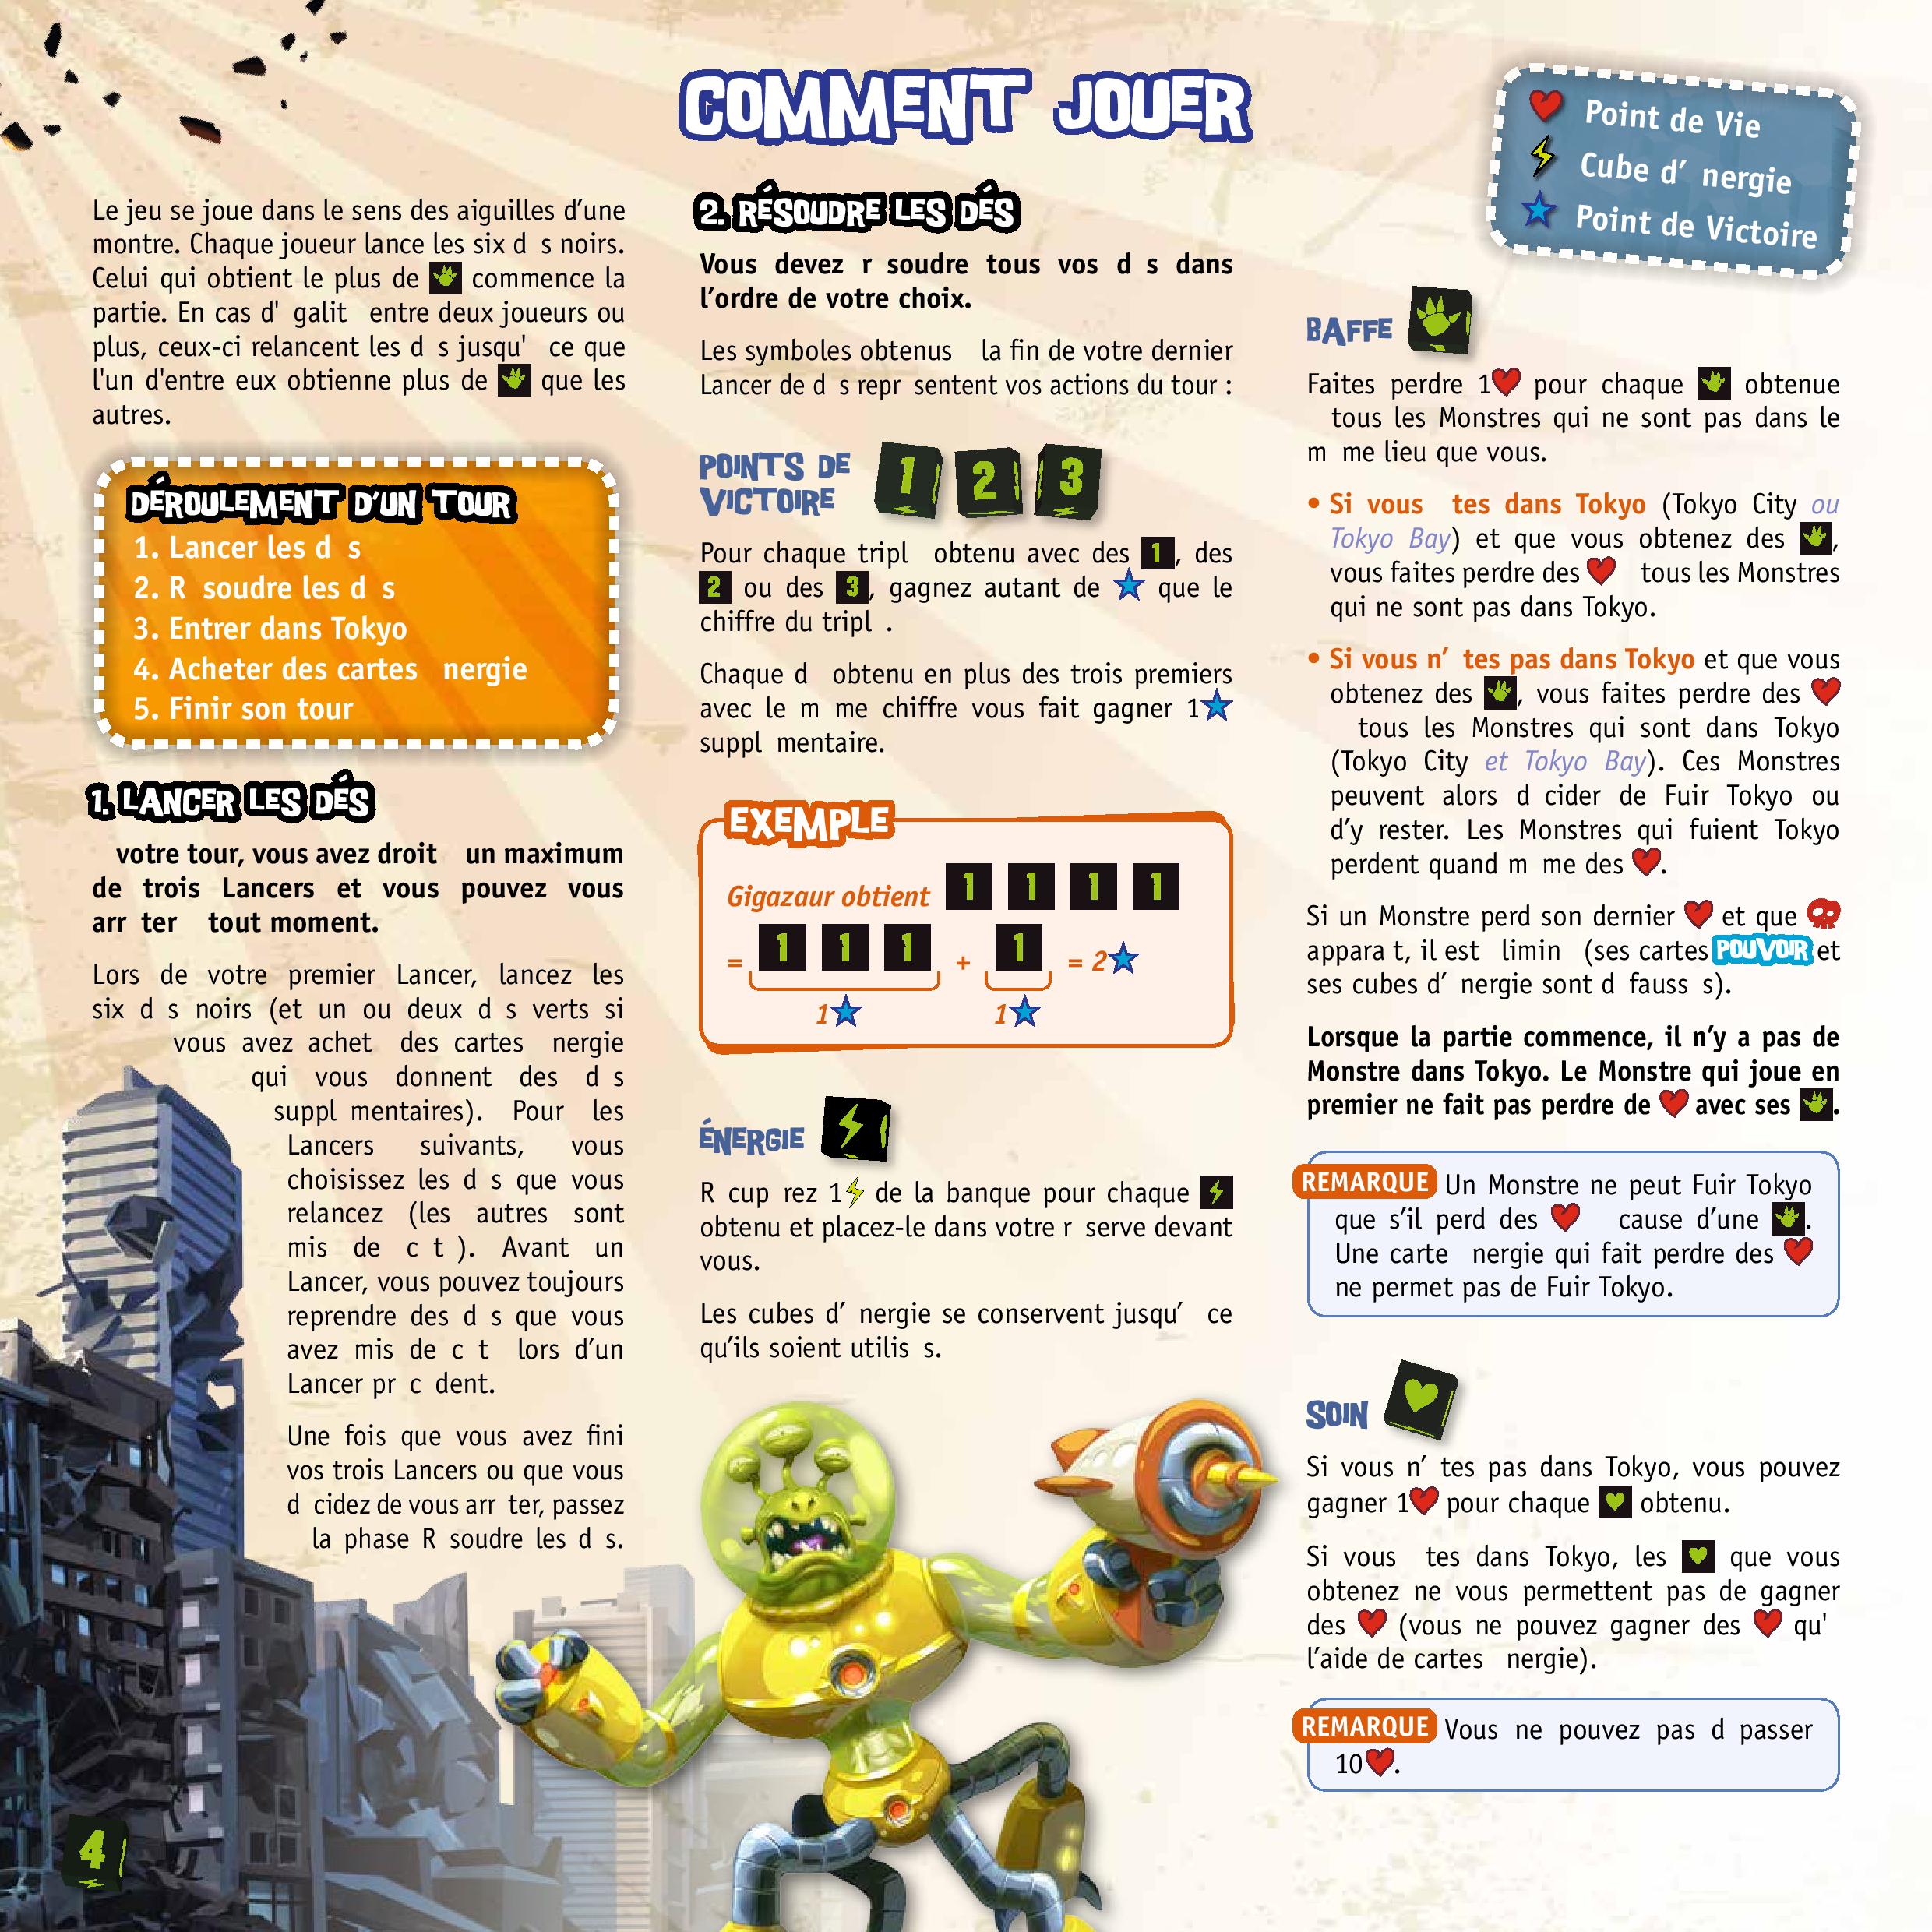 COMMENT JOUER
Point de Vie
Cube d’ nergie
Point de Victoire
Le jeu se joue dans le sens des aiguilles d’une
montre. Chaque joueur lance les six d s noirs.
Celui qui obtient le plus de commence la
partie. En cas d' galit entre deux joueurs ou
plus, ceux-ci relancent les d s jusqu' ce que
l'un d'entre eux obtienne plus de que les
autres.
DÉROULEMENT D'UN TOUR
1. Lancer les d s
2. R soudre les d s
3. Entrer dans Tokyo
4. Acheter des cartes nergie
5. Finir son tour
1. LANCER LES DÉS
votre tour, vous avez droit un maximum
de trois Lancers et vous pouvez vous
arr ter tout moment.
Lors de votre premier Lancer, lancez les
six d s noirs (et un ou deux d s verts si
vous avez achet des cartes nergie
qui vous donnent des d s
suppl mentaires). Pour les
Lancers suivants, vous
choisissez les d s que vous
relancez (les autres sont
mis de c t ). Avant un
Lancer, vous pouvez toujours
reprendre des d s que vous
avez mis de c t lors d’un
Lancer pr c dent.
Une fois que vous avez fini
vos trois Lancers ou que vous
d cidez de vous arr ter, passez
la phase R soudre les d s.
4
2. RÉSOUDRE LES DÉS
Vous devez r soudre tous vos d s dans
l’ordre de votre choix.
Les symboles obtenus la fin de votre dernier
Lancer de d s repr sentent vos actions du tour :
POINTS DE
VICTOIRE
1 2 3
Pour chaque tripl obtenu avec des 1, des
2 ou des 3, gagnez autant de que le
chiffre du tripl .
Chaque d obtenu en plus des trois premiers
avec le m me chiffre vous fait gagner 1
suppl mentaire.
EXEMPLE
Gigazaur obtient 1 1 1 1
= 1 1 1 + 1 = 2
1 1
ÉNERGIE
R cup rez 1 de la banque pour chaque
obtenu et placez-le dans votre r serve devant
vous.
Les cubes d’ nergie se conservent jusqu’ ce
qu’ils soient utilis s.
BAFFE
Faites perdre 1 pour chaque obtenue
tous les Monstres qui ne sont pas dans le
m me lieu que vous.
• Si vous tes dans Tokyo (Tokyo City ou
Tokyo Bay) et que vous obtenez des ,
vous faites perdre des tous les Monstres
qui ne sont pas dans Tokyo.
• Si vous n’ tes pas dans Tokyo et que vous
obtenez des , vous faites perdre des
tous les Monstres qui sont dans Tokyo
(Tokyo City et Tokyo Bay). Ces Monstres
peuvent alors d cider de Fuir Tokyo ou
d’y rester. Les Monstres qui fuient Tokyo
perdent quand m me des .
Si un Monstre perd son dernier et que
appara t, il est limin (ses cartes POUVOIR et
ses cubes d’ nergie sont d fauss s).
Lorsque la partie commence, il n’y a pas de
Monstre dans Tokyo. Le Monstre qui joue en
premier ne fait pas perdre de avec ses .
REMARQUE Un Monstre ne peut Fuir Tokyo
que s’il perd des cause d’une .
Une carte nergie qui fait perdre des
ne permet pas de Fuir Tokyo.
SOIN
Si vous n’ tes pas dans Tokyo, vous pouvez
gagner 1 pour chaque obtenu.
Si vous tes dans Tokyo, les que vous
obtenez ne vous permettent pas de gagner
des (vous ne pouvez gagner des qu'
l’aide de cartes nergie).
REMARQUE Vous ne pouvez pas d passer
10 .